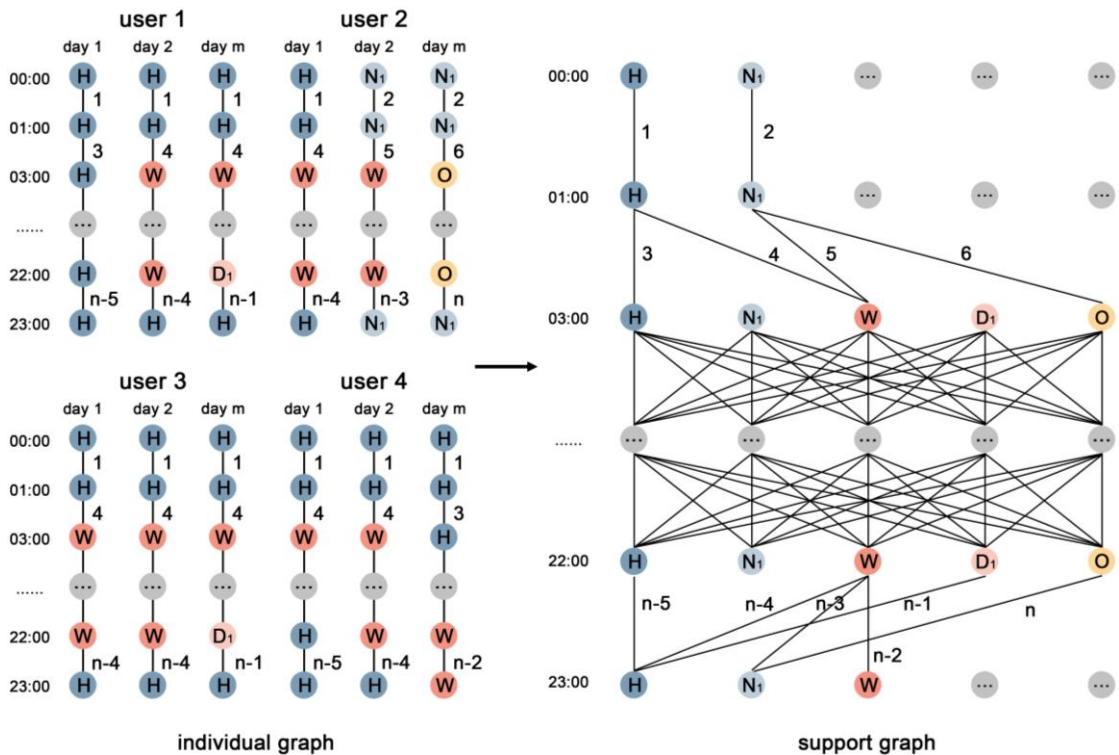 user 1 user 2
day 1 day 2 day m day 1 day 2 day m
00:00 H H H H N1 N1
1 1 1 1 2 2
01:00 H H H H N1 N1
3 4 4 4 5 6
03:00 H W W W W O
...... ... ... ... ... ... ...
22:00 H W D1 W W O
n-5 n-4 n-1 n-4 n-3 n
23:00 H H H H N1 N1
user 3 user 4
day 1 day 2 day m day 1 day 2 day m
00:00 H H H H H H
1 1 1 1 1 1
01:00 H H H H H H
4 4 4 4 4 3
03:00 W W W W W H
...... ... ... ... ... ... ...
22:00 W W D1 H W W
n-4 n-4 n-1 n-5 n-4 n-2
23:00 H H H H H W
individual graph
00:00 H N1 ... ... ...
1 2
01:00 H N1 ... ... ...
3 4 5 6
03:00 H N1 W D1 O
...... ... ... ... ... ...
22:00 H N1 W D1 O
n-5 n-4 n-3 n-1 n
n-2
23:00 H N1 W ... ...
support graph